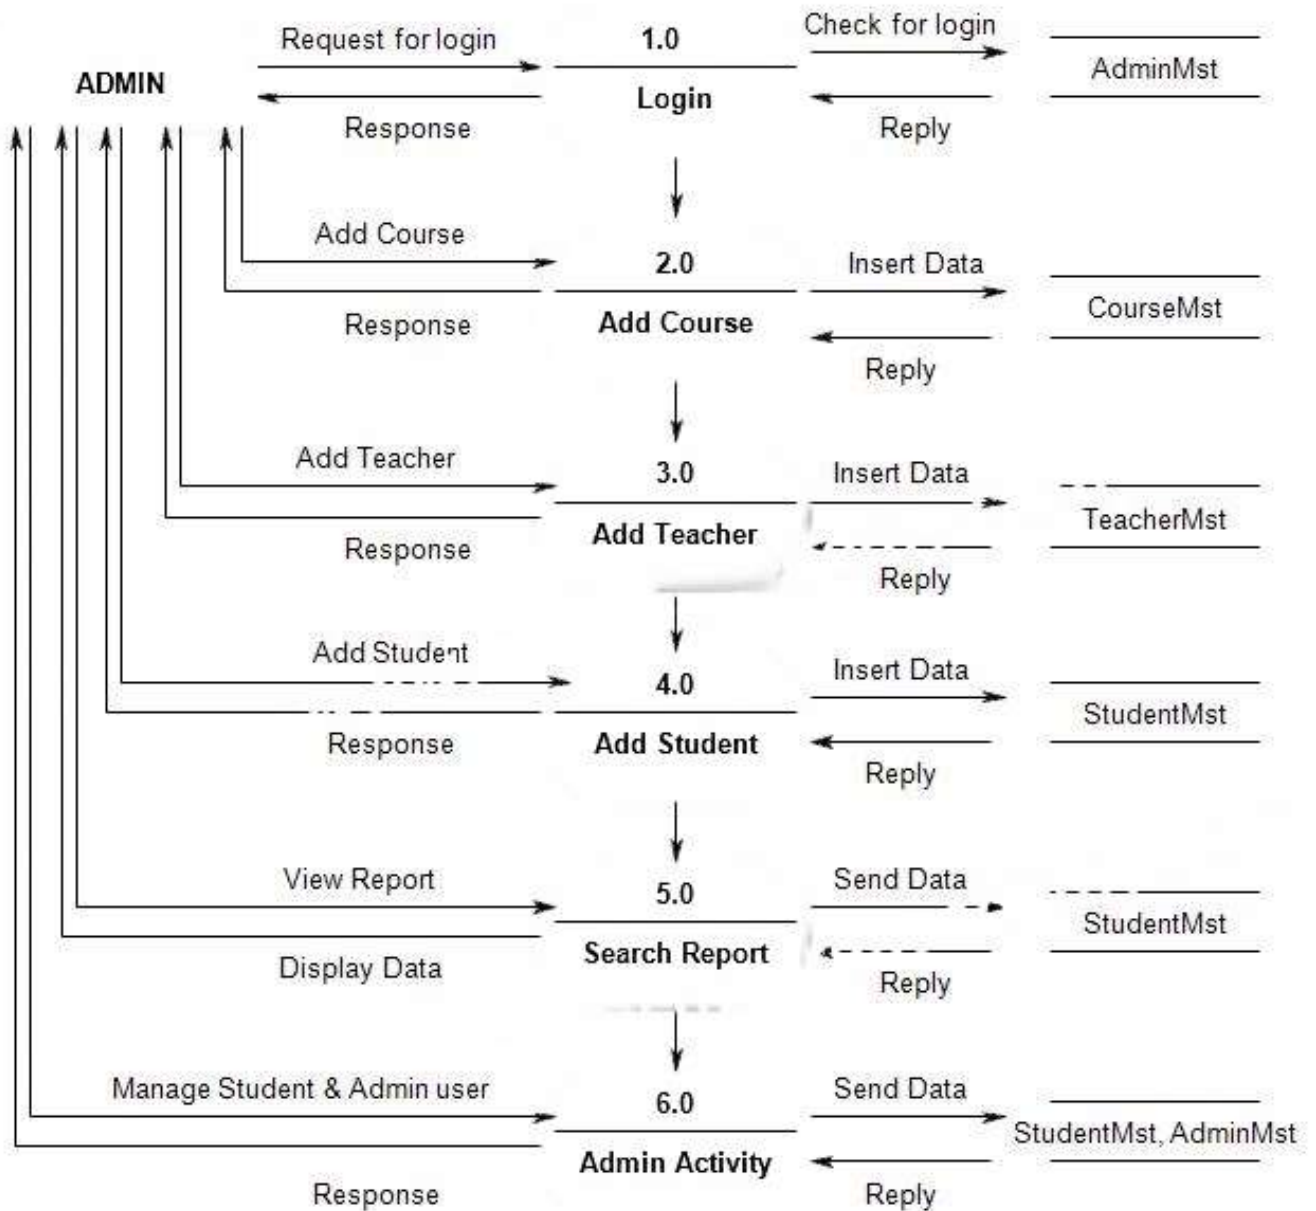 Request for login
1.0
Check for login
ADMIN
Login
AdminMst
Response
Reply
Add Course
2.0
Insert Data
Response
Add Course
CourseMst
Reply
Add Teacher
3.0
Insert Data
Response
Add Teacher
TeacherMst
Reply
Add Student
4.0
Insert Data
Response
Add Student
StudentMst
Reply
View Report
5.0
Send Data
Display Data
Search Report
StudentMst
Reply
Manage Student & Admin user
6.0
Send Data
Response
Admin Activity
StudentMst, AdminMst
Reply